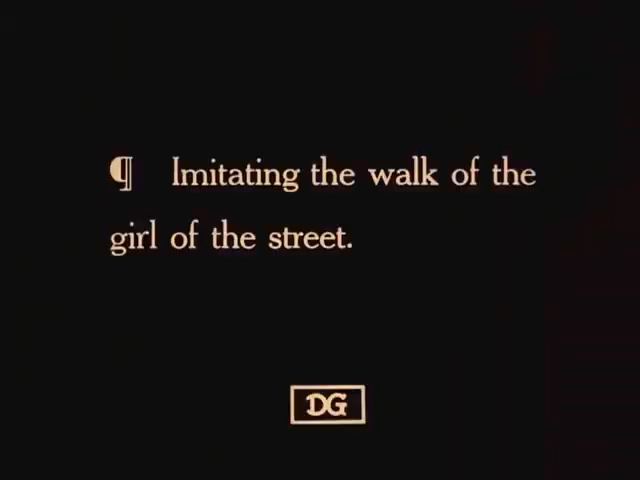 ¶ Imitating the walk of the
girl of the street.
DG